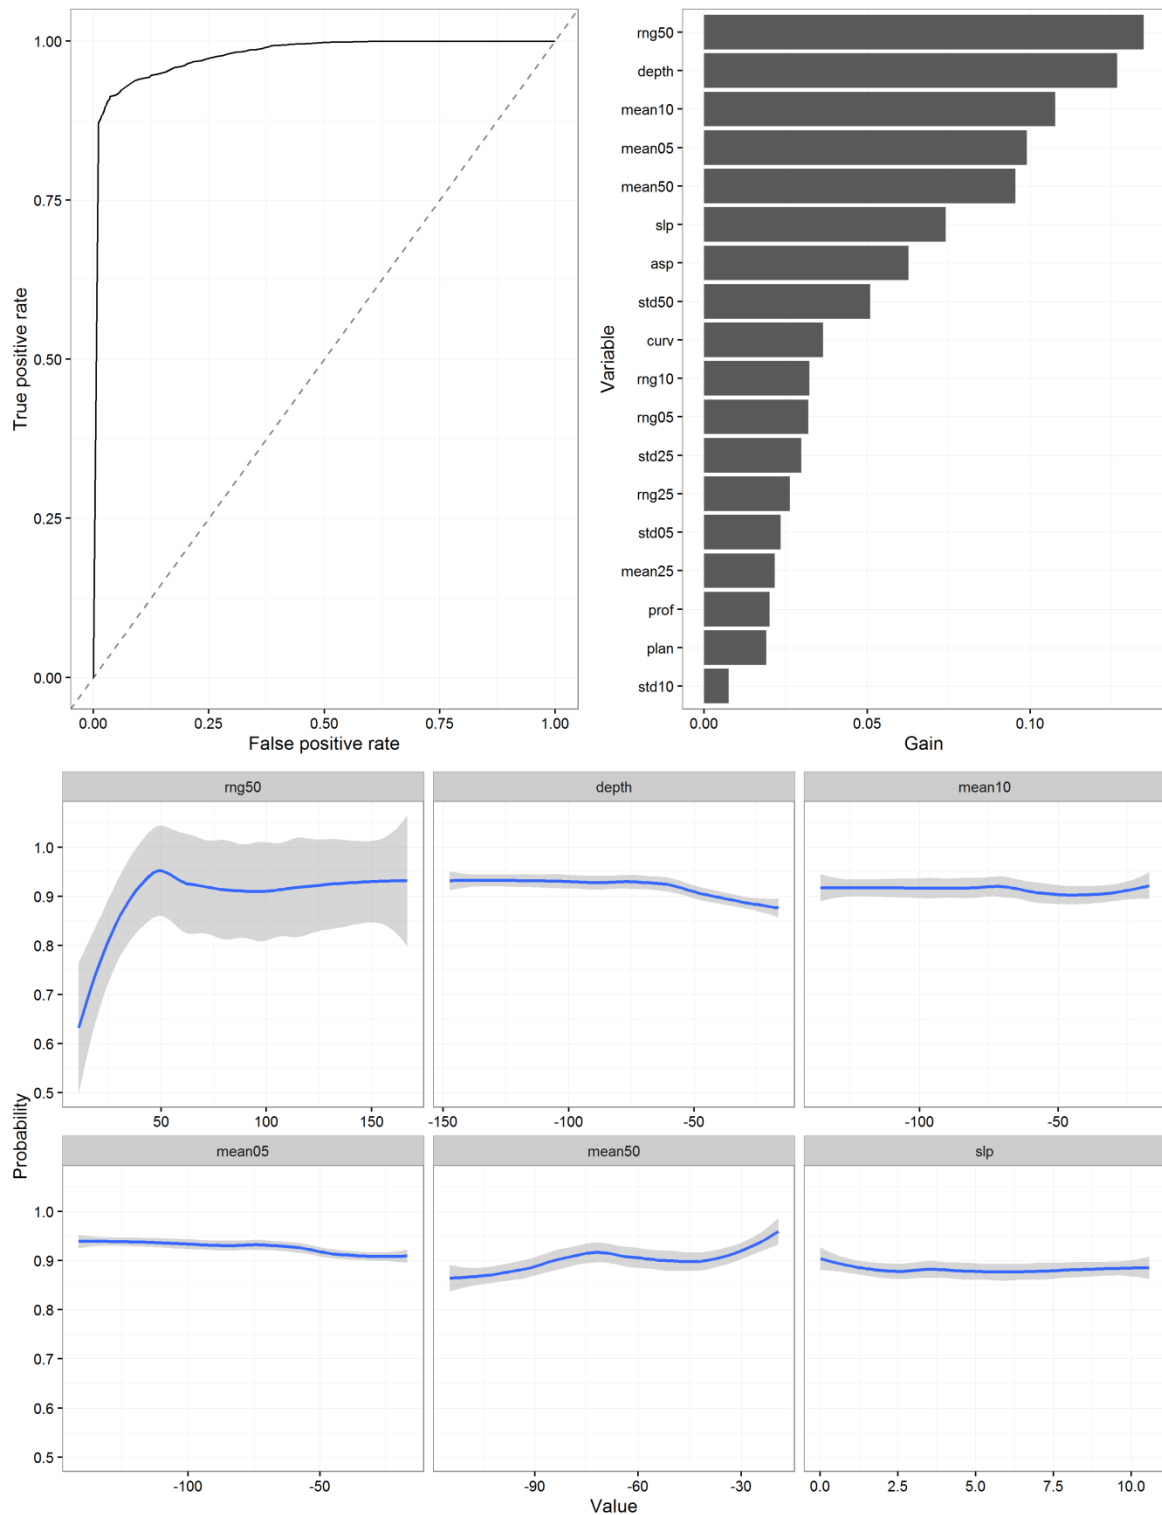 1.00
0.75
0.50
0.25
0.00
True positive rate
0.00 0.25 0.50 0.75 1.00
False positive rate
rng50
depth
mean10
mean05
mean50
slp
asp
std50
curv
rng10
rng05
std25
rng25
std05
mean25
prof
plan
std10
Variable
0.00 0.05 0.10
Gain
rng50 depth mean10
1.0
0.9
0.8
0.7
0.6
0.5
50 100 150 -150 -100 -50 -100 -50
Probability
mean05 mean50 slp
1.0
0.9
0.8
0.7
0.6
0.5
-100 -50 -90 -60 -30 0.0 2.5 5.0 7.5 10.0
Value